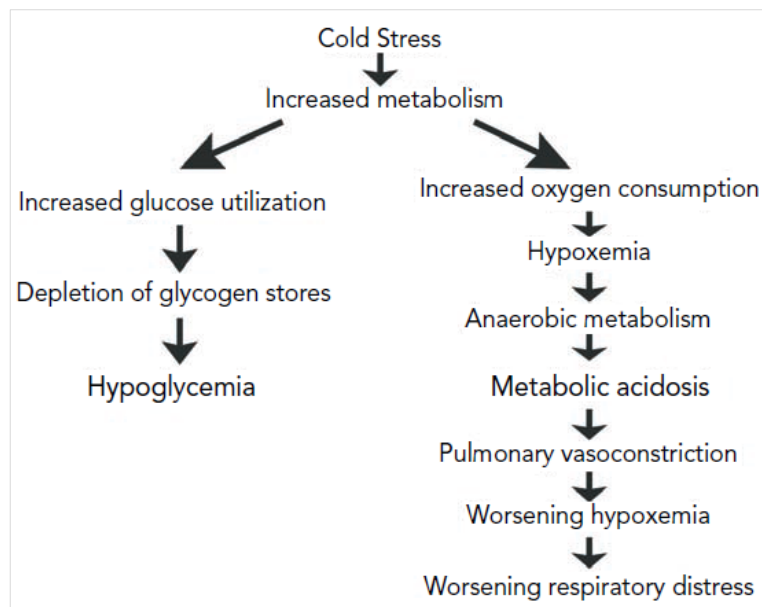 Cold Stress
Increased metabolism
Increased glucose utilization
Depletion of glycogen stores
Hypoglycemia
Increased oxygen consumption
Hypoxemia
Anaerobic metabolism
Metabolic acidosis
Pulmonary vasoconstriction
Worsening hypoxemia
Worsening respiratory distress